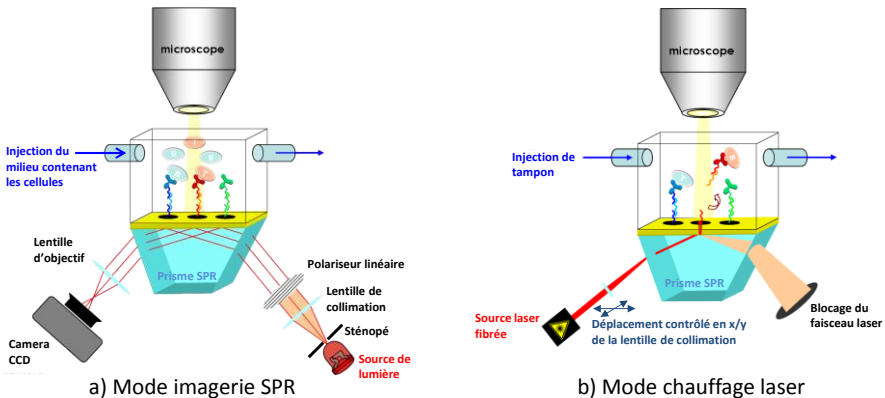 microscope
Injection du
milieu contenant
les cellules
Lentille
d'objectif
Prisme SPR
Polariseur linéaire
Lentille de
collimation
Sténopé
Source de
lumière
Camera
CCD
a) Mode imagerie SPR
microscope
Injection de
tampon
Prisme SPR
Source laser
fibrée
Déplacement contrôlé en x/y
de la lentille de collimation
Blocage du
faisceau laser
b) Mode chauffage laser